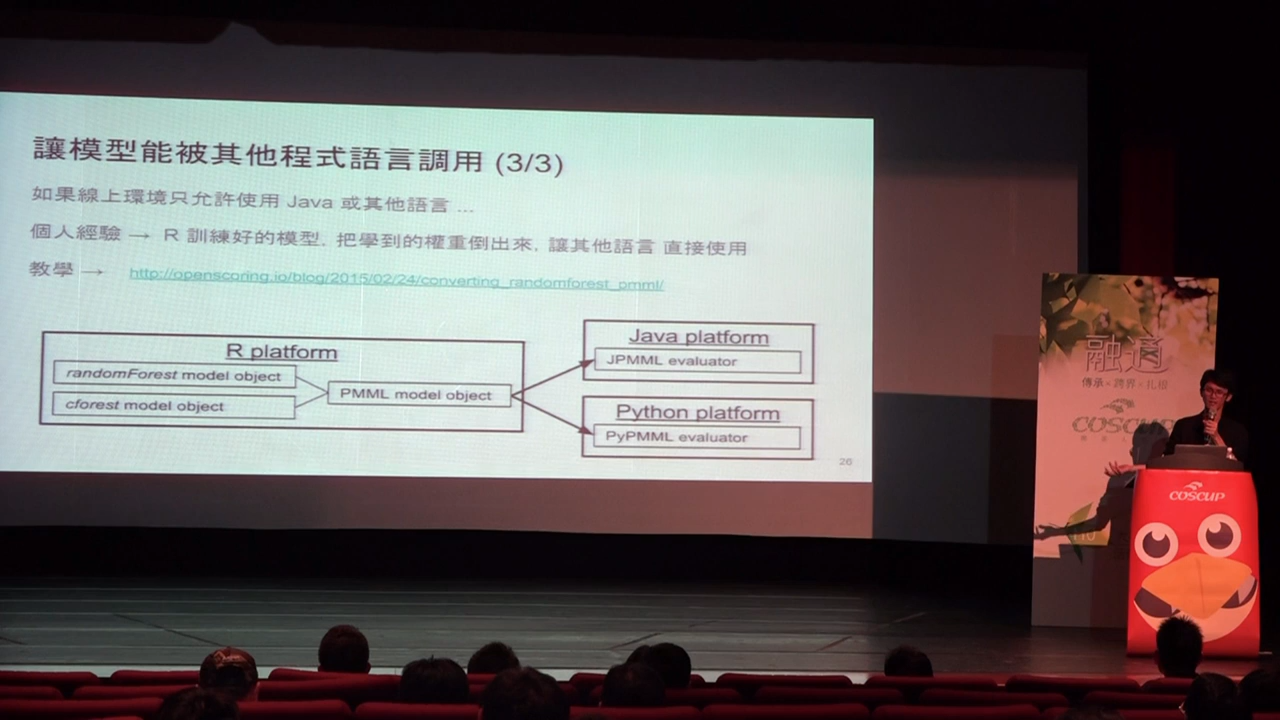 讓模型能被其他程式語言調用 (3/3)
如果線上環境只允許使用 Java 或其他語言 ...
個人經驗 → R 訓練好的模型, 把學到的權重倒出來, 讓其他語言 直接使用
教學 → http://openscoring.io/blog/2015/02/24/converting_randomforest_pmml/
R platform
randomForest model object
cforest model object
PMML model object
Java platform
JPMML evaluator
Python platform
PyPMML evaluator
26
融通
傳承、跨界、扎根
COSCUP
COSCUP